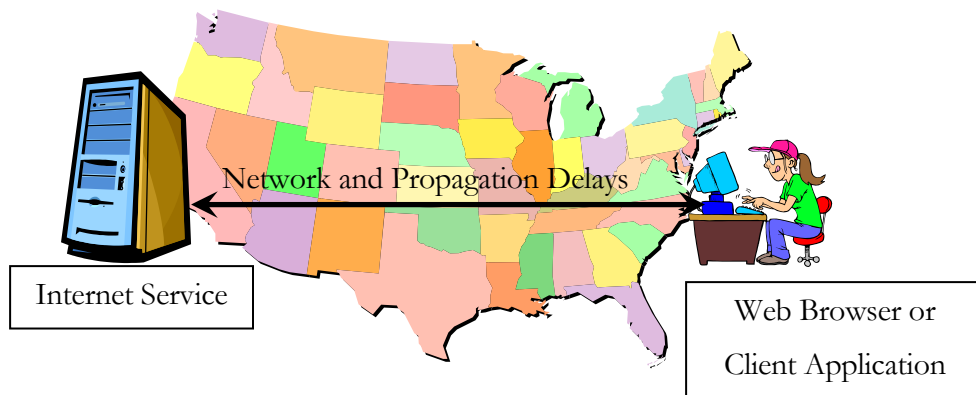 Network and Propagation Delays
Internet Service
Web Browser or
Client Application